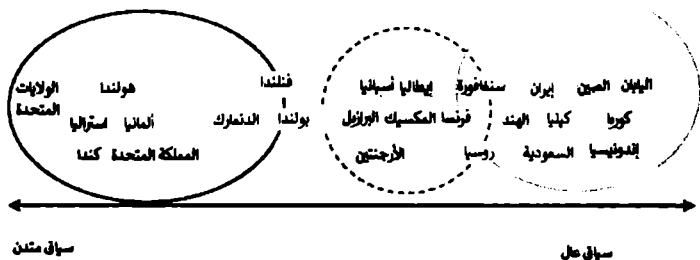 اليابان الصين إيران سنغافورة إيطاليا أسبانيا فنلندا هولندا الولايات المتحدة
كوريا كينيا الهند فرنسا المكسيك البرازيل بولندا الدنمارك ألمانيا استراليا
إندونيسيا السعودية روسيا الأرجنتين المملكة المتحدة كندا
سياق عال سياق متدن